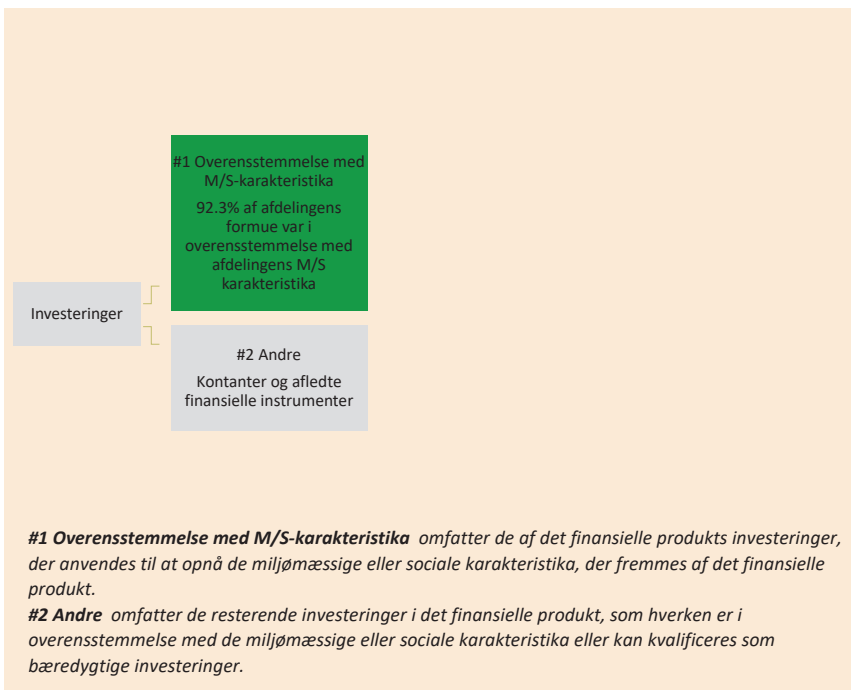 #1 Overensstemmelse med
M/S-karakteristika
92.3% af afdelingens
formue var i
overensstemmelse med
afdelingens M/S
karakteristika
Investeringer
#2 Andre
Kontanter og afledte
finansielle instrumenter
#1 Overensstemmelse med M/S-karakteristika omfatter de af det finansielle produkts investeringer,
der anvendes til at opnå de miljømæssige eller sociale karakteristika, der fremmes af det finansielle
produkt.
#2 Andre omfatter de resterende investeringer i det finansielle produkt, som hverken er i
overensstemmelse med de miljømæssige eller sociale karakteristika eller kan kvalificeres som
bæredygtige investeringer.